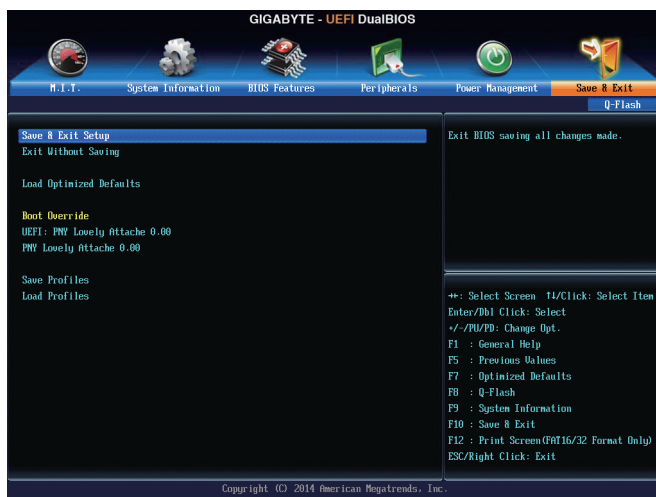 GIGABYTE - UEFI DualBIOS
M.I.T.
System Information
BIOS Features
Peripherals
Power Management
Save & Exit
Q-Flash
Save & Exit Setup
Exit Without Saving
Load Optimized Defaults
Boot Override
UEFI: PNY Lovely Attache 0.00
PNY Lovely Attache 0.00
Save Profiles
Load Profiles
Exit BIOS saving all changes made.
→←: Select Screen ↑↓/Click: Select Item
Enter/Dbl Click: Select
+/-/PU/PD: Change Opt.
F1 : General Help
F5 : Previous Values
F7 : Optimized Defaults
F8 : Q-Flash
F9 : System Information
F10 : Save & Exit
F12 : Print Screen(FAT16/32 Format Only)
ESC/Right Click: Exit
Copyright (C) 2014 American Megatrends, Inc.